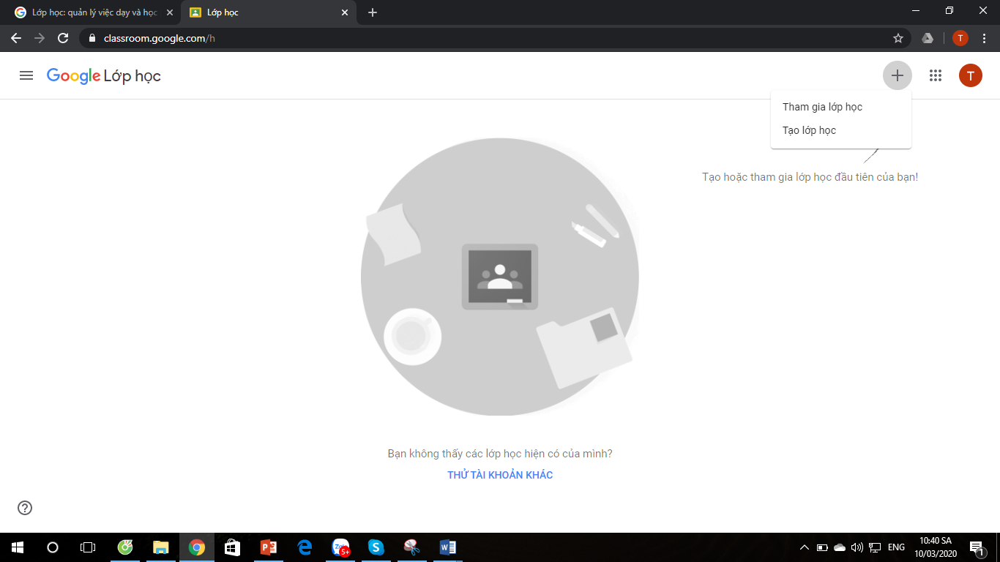 Lớp học: quản lý việc dạy và học
Lớp học
classroom.google.com/h
T
Google Lớp học
T
Tham gia lớp học
Tạo lớp học
Tạo hoặc tham gia lớp học đầu tiên của bạn!
Bạn không thấy các lớp học hiện có của mình?
THỬ TÀI KHOẢN KHÁC
5+
ENG
10:40 SA
10/03/2020
1